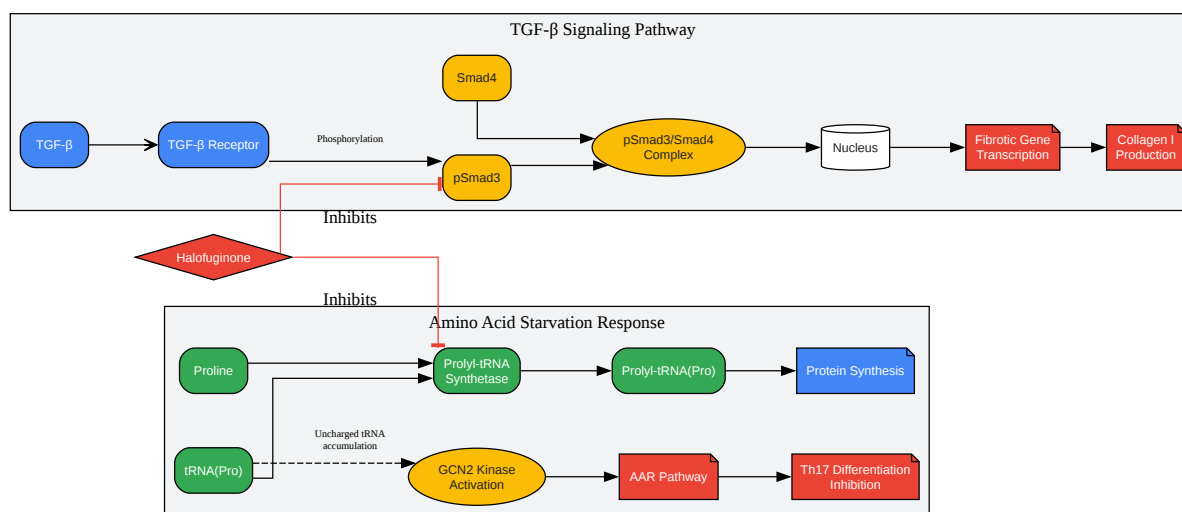 TGF-β Signaling Pathway
Smad4
TGF-β
TGF-β Receptor
Phosphorylation
pSmad3
pSmad3/Smad4
Complex
Nucleus
Fibrotic Gene
Transcription
Collagen I
Production
Inhibits
Halofuginone
Inhibits
Amino Acid Starvation Response
Proline
Prolyl-tRNA
Synthetase
Prolyl-tRNA(Pro)
Protein Synthesis
Uncharged tRNA
accumulation
tRNA(Pro)
GCN2 Kinase
Activation
AAR Pathway
Th17 Differentiation
Inhibition